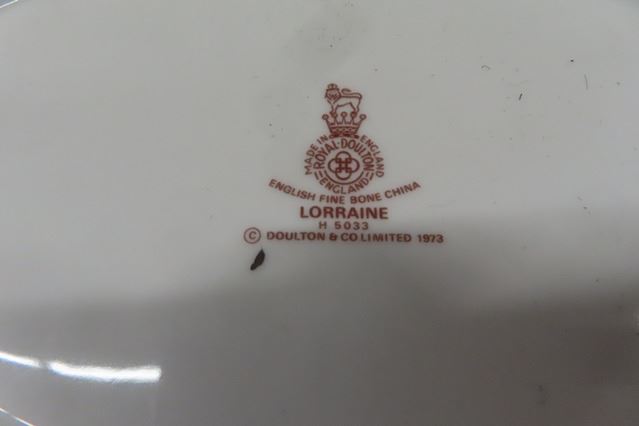 MADE IN ENGLAND
ROYAL·DOULTON
ENGLAND
ENGLISH FINE BONE CHINA
LORRAINE
H 5033
© DOULTON & CO LIMITED 1973